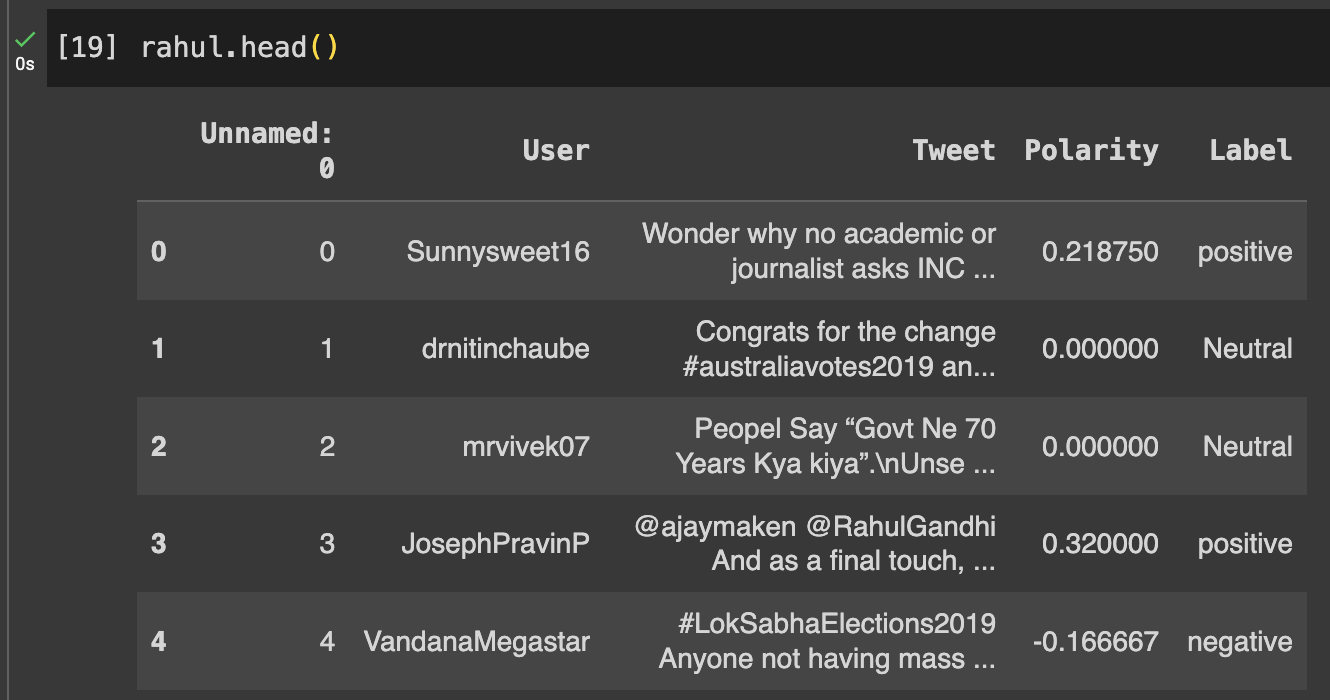 [19] rahul.head()
0s
Unnamed: 0 User Tweet Polarity Label
0 0 Sunnysweet16 Wonder why no academic or journalist asks INC ... 0.218750 positive
1 1 drnitinchaube Congrats for the change #australiavotes2019 an... 0.000000 Neutral
2 2 mrvivek07 Peopel Say “Govt Ne 70 Years Kya kiya”.\nUnse ... 0.000000 Neutral
3 3 JosephPravinP @ajaymaken @RahulGandhi And as a final touch, ... 0.320000 positive
4 4 VandanaMegastar #LokSabhaElections2019 Anyone not having mass ... -0.166667 negative